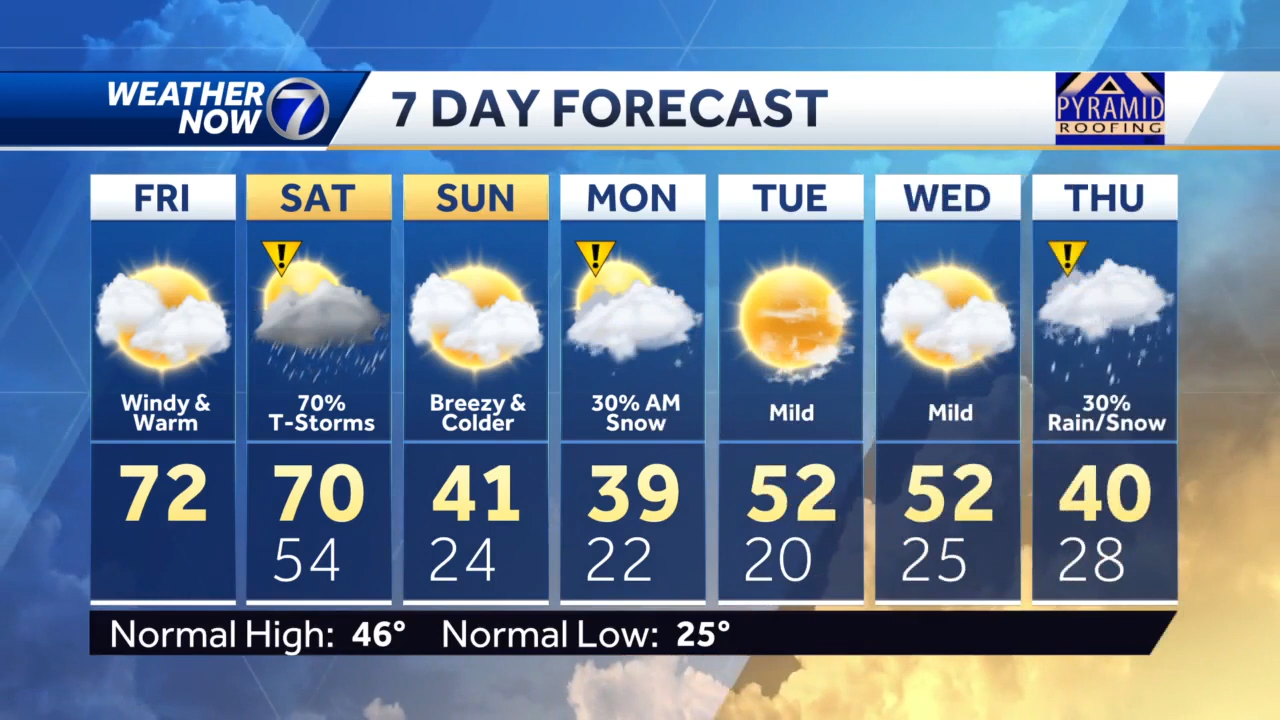 WEATHER
NOW 7
7 DAY FORECAST
PYRAMID
ROOFING
FRI SAT SUN MON TUE WED THU
! ! !
Windy &
Warm
70%
T-Storms
Breezy &
Colder
30% AM
Snow
Mild
Mild
30%
Rain/Snow
72 70 41 39 52 52 40
54 24 22 20 25 28
Normal High: 46° Normal Low: 25°